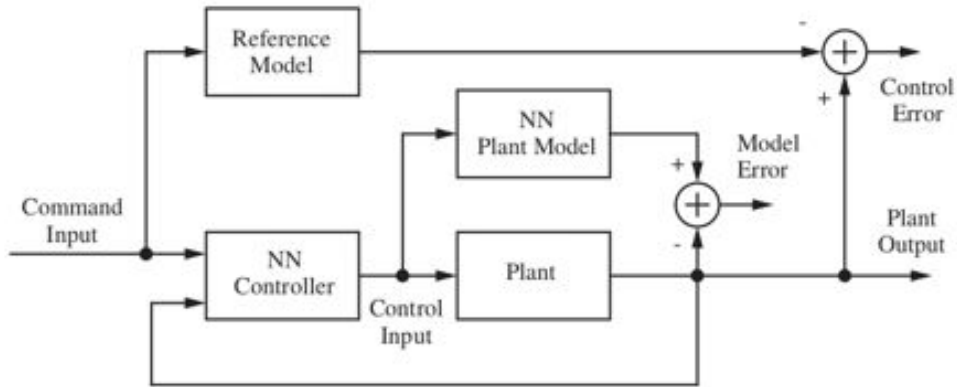 -
Reference
Model
+
Control
Error
NN
Plant Model
Model
Error
+
Command
Input
Plant
Output
-
NN
Controller
Plant
Control
Input